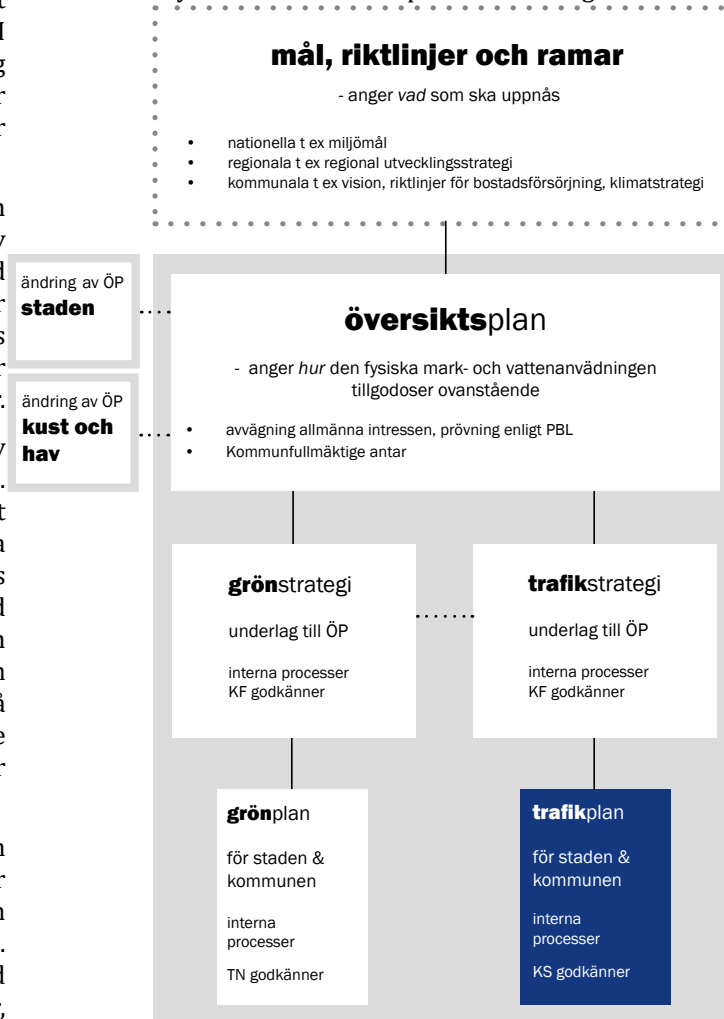 mål, riktlinjer och ramar
- anger vad som ska uppnås
• nationella t ex miljömål
• regionala t ex regional utvecklingsstrategi
• kommunala t ex vision, riktlinjer för bostadsförsörjning, klimatstrategi
ändring av ÖP
staden
ändring av ÖP
kust och
hav
översiktsplan
- anger hur den fysiska mark- och vattenanvädningen
tillgodoser ovanstående
• avvägning allmänna intressen, prövning enligt PBL
• Kommunfullmäktige antar
grönstrategi
underlag till ÖP
interna processer
KF godkänner
trafikstrategi
underlag till ÖP
interna processer
KF godkänner
grönplan
för staden &
kommunen
interna
processer
TN godkänner
trafikplan
för staden &
kommunen
interna
processer
KS godkänner